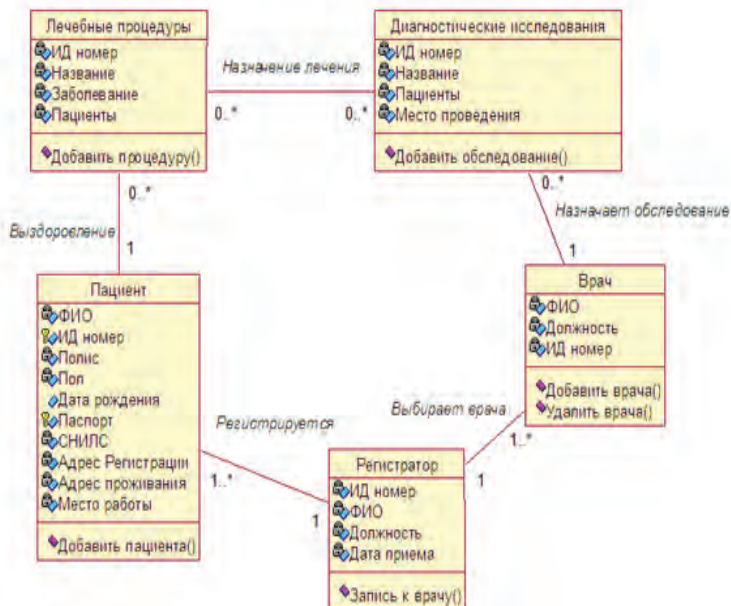 Лечебные процедуры
ИД номер
Название
Заболевание
Пациенты
Добавить процедуру()
Назначение лечения
0..*
0..*
Диагностические исследования
ИД номер
Название
Пациенты
Место проведения
Добавить обследование()
0..*
Выздоровление
1
0..*
Назначает обследование
1
Пациент
ФИО
ИД номер
Полис
Пол
Дата рождения
Паспорт
СНИЛС
Адрес Регистрации
Адрес проживания
Место работы
Добавить пациента()
Врач
ФИО
Должность
ИД номер
Добавить врача()
Удалить врача()
Регистрируется
1..*
1
Выбирает врача
1..*
1
Регистратор
ИД номер
ФИО
Должность
Дата приема
Запись к врачу()